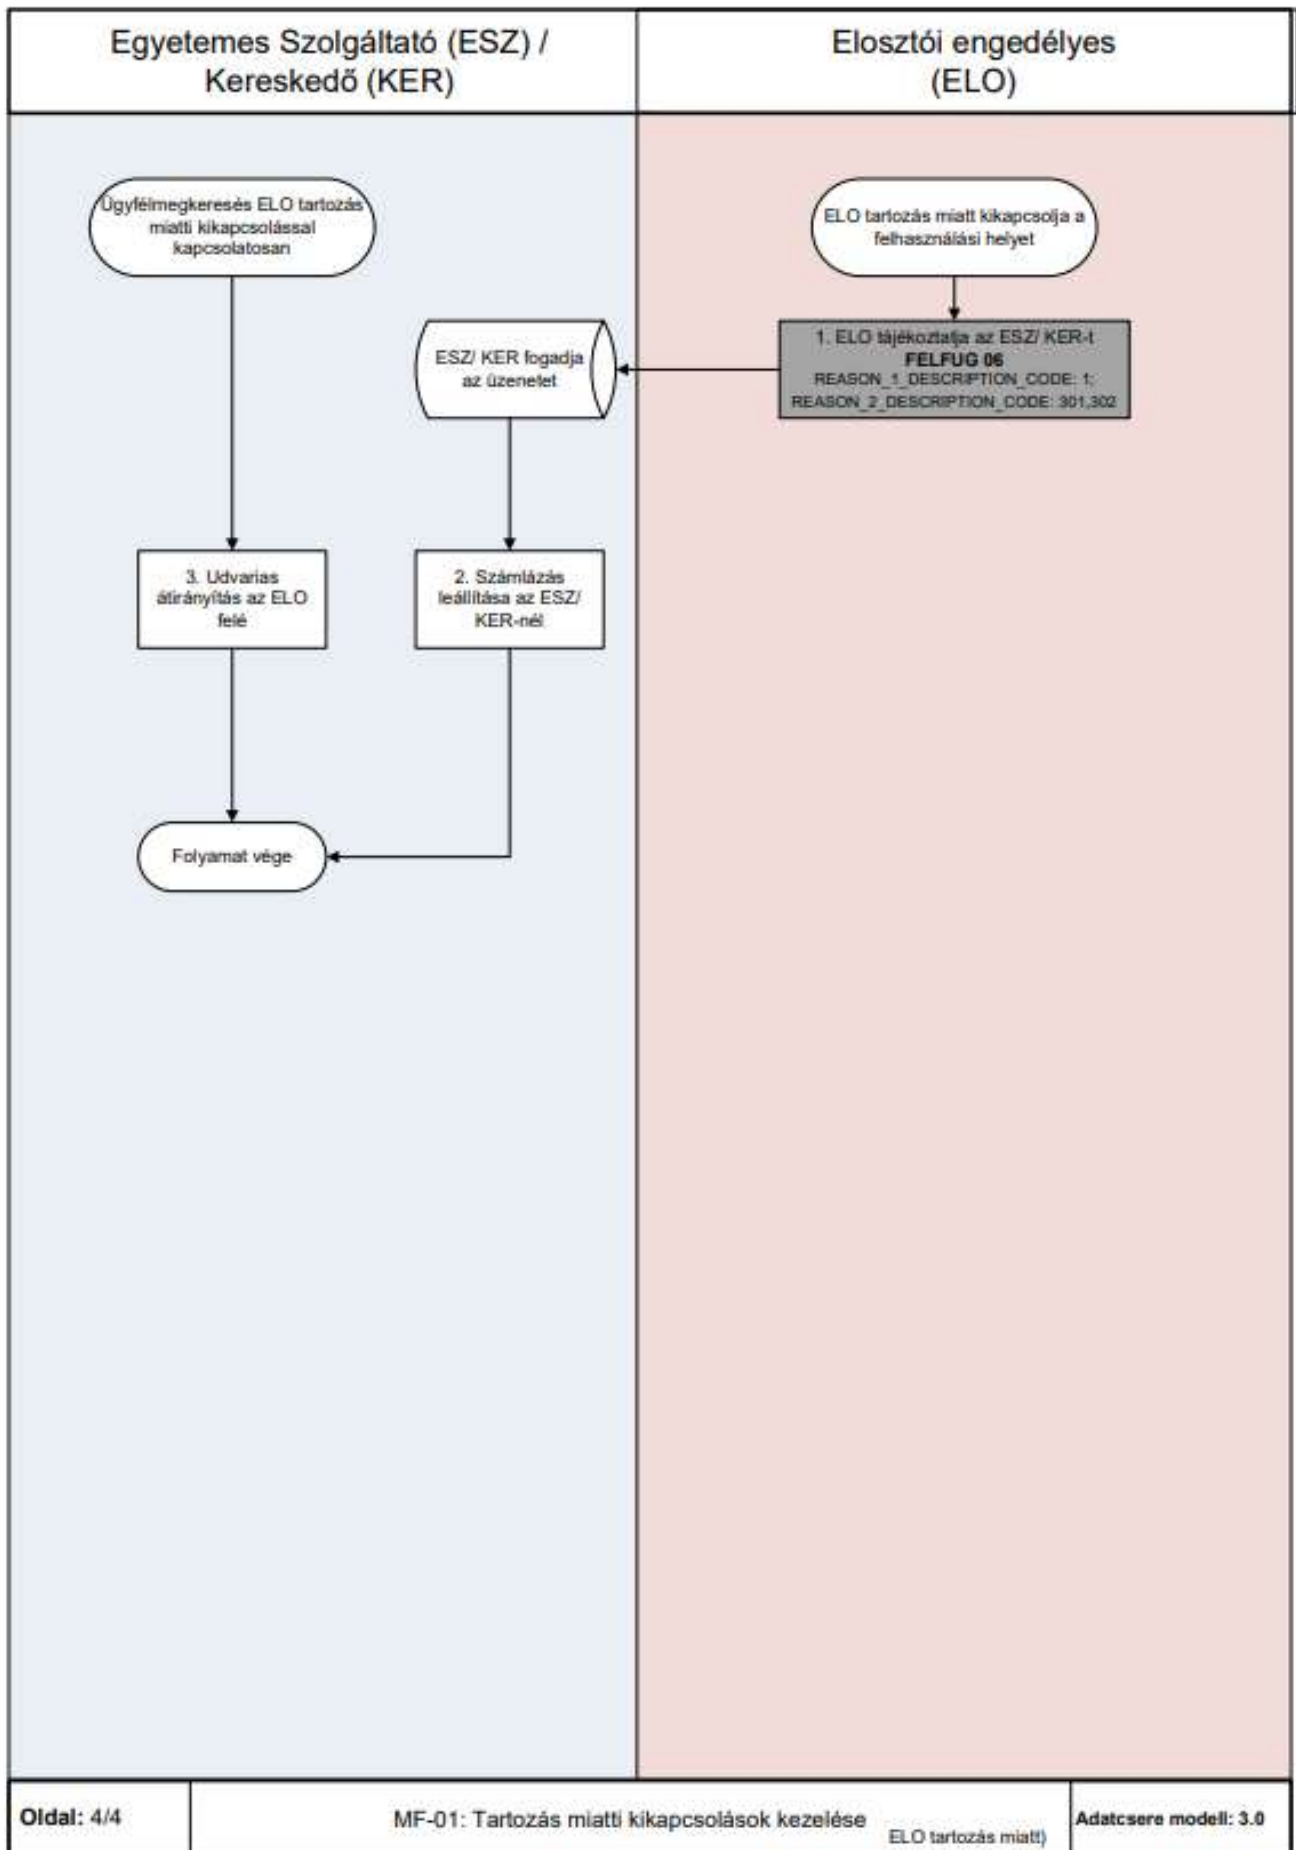 Egyetemes Szolgáltató (ESZ) /
Kereskedő (KER)
Elosztói engedélyes
(ELO)
Ügyfélmegkeresés ELO tartozás
miatti kikapcsolással
kapcsolatosan
ELO tartozás miatt kikapcsolja a
felhasználási helyet
ESZ/ KER fogadja
az üzenetet
1. ELO tájékoztatja az ESZ/ KER-t
FELFUG 06
REASON_1_DESCRIPTION_CODE: 1;
REASON_2_DESCRIPTION_CODE: 301,302
3. Udvarias
átirányítás az ELO
felé
2. Számlázás
leállítása az ESZ/
KER-nél
Folyamat vége
Oldal: 4/4
MF-01: Tartozás miatti kikapcsolások kezelése
ELO tartozás miatt)
Adatcsere modell: 3.0